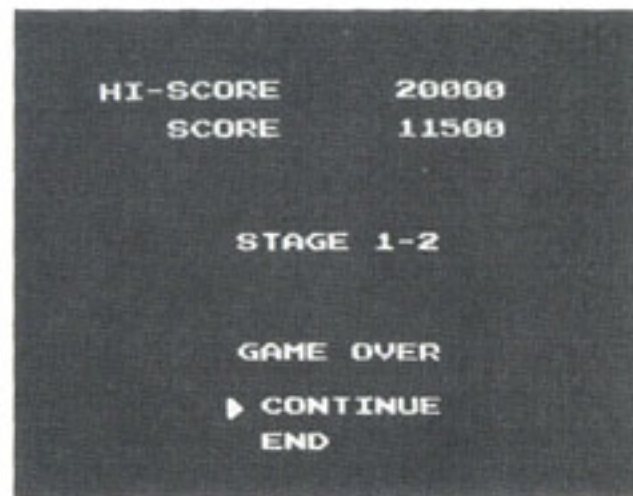 HI-SCORE 20000
SCORE 11500
STAGE 1-2
GAME OVER
CONTINUE
END